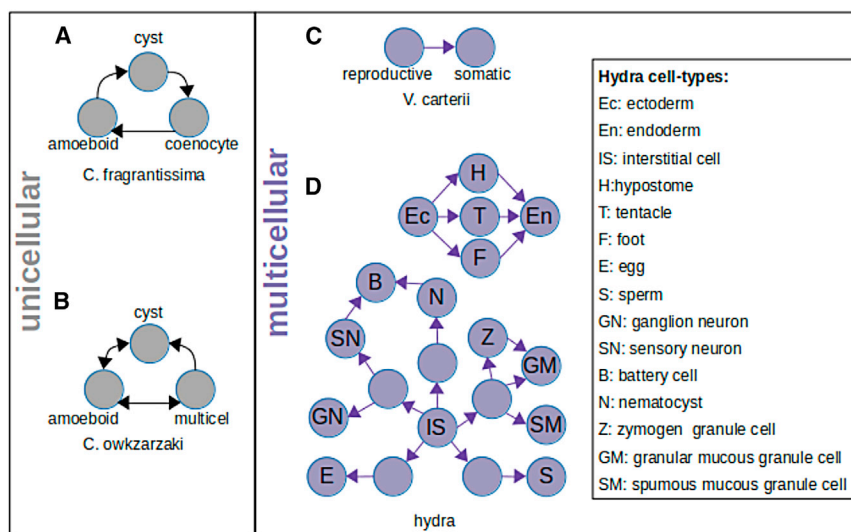 unicellular
A
cyst
amoeboid
coenocyte
C. fragrantissima
B
cyst
amoeboid
multicel
C. owkzarzaki
multicellular
C
reproductive
somatic
V. carterii
D
H
Ec
T
En
F
B
N
SN
Z
GM
GN
IS
SM
E
S
hydra
Hydra cell-types:
Ec: ectoderm
En: endoderm
IS: interstitial cell
H:hypostome
T: tentacle
F: foot
E: egg
S: sperm
GN: ganglion neuron
SN: sensory neuron
B: battery cell
N: nematocyst
Z: zymogen granule cell
GM: granular mucous granule cell
SM: spumous mucous granule cell